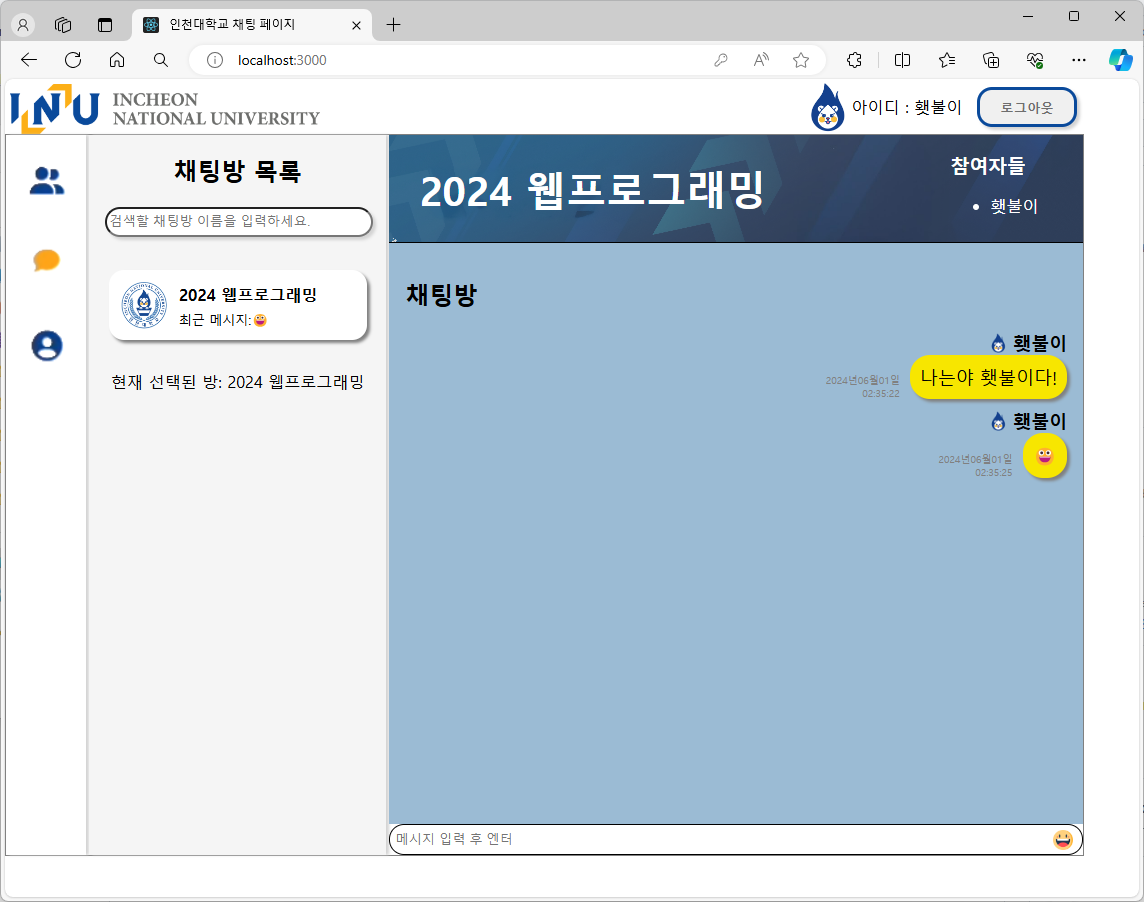 인천대학교 채팅 페이지
localhost:3000
INU INCHEON
NATIONAL UNIVERSITY
아이디 : 횃불이
로그아웃
채팅방 목록
검색할 채팅방 이름을 입력하세요.
2024 웹프로그래밍
최근 메시지:😀
현재 선택된 방: 2024 웹프로그래밍
2024 웹프로그래밍
참여자들
• 횃불이
채팅방
횃불이
나는야 횃불이다!
2024년06월01일
02:35:22
횃불이
😀
2024년06월01일
02:35:25
메시지 입력 후 엔터